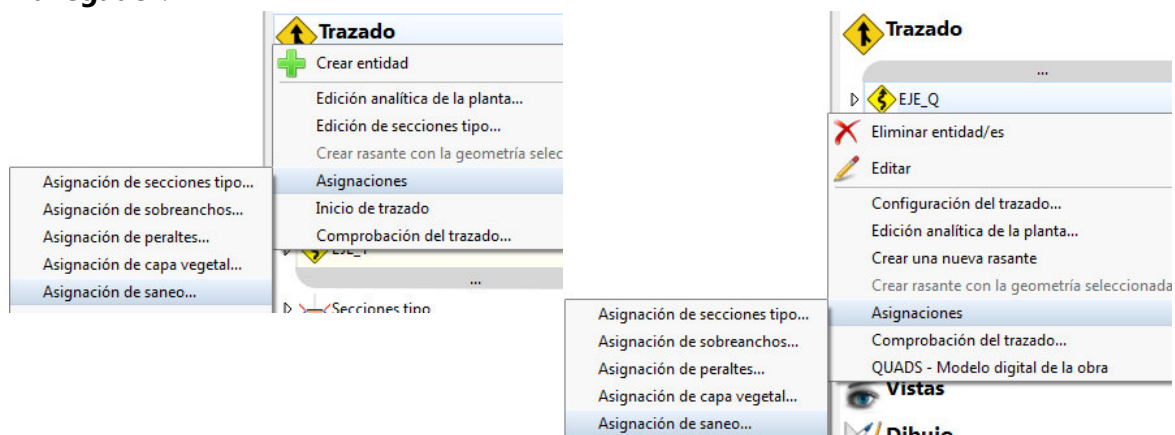 Trazado
Crear entidad
Edición analítica de la planta...
Edición de secciones tipo...
Crear rasante con la geometría selec
Asignaciones
Inicio de trazado
Comprobación del trazado...
Asignación de secciones tipo...
Asignación de sobreanchos...
Asignación de peraltes...
Asignación de capa vegetal...
Asignación de saneo...
...
Secciones tipo
Trazado
...
EJE_Q
Eliminar entidad/es
Editar
Configuración del trazado...
Edición analítica de la planta...
Crear una nueva rasante
Crear rasante con la geometría seleccionada
Asignaciones
Comprobación del trazado...
QUADS - Modelo digital de la obra
Asignación de secciones tipo...
Asignación de sobreanchos...
Asignación de peraltes...
Asignación de capa vegetal...
Asignación de saneo...
Vistas
Dibujo